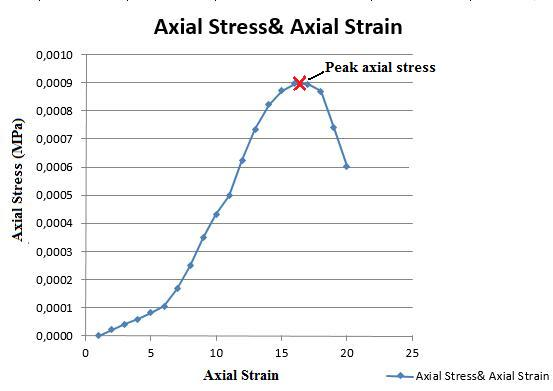 Axial Stress& Axial Strain
0,0010
Peak axial stress
0,0009
0,0008
0,0007
0,0006
0,0005
0,0004
0,0003
0,0002
0,0001
0,0000
Axial Stress (MPa)
0 5 10 15 20 25
Axial Strain
Axial Stress& Axial Strain